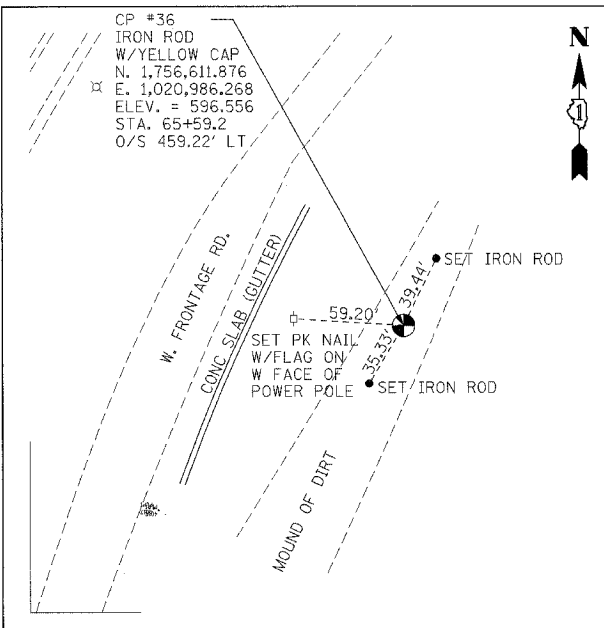 CP #36
IRON ROD
W/YELLOW CAP
N. 1,756,611.876
E. 1,020,986.268
ELEV. = 596.556
STA. 65+59.2
O/S 459.22' LT
N
1
W. FRONTAGE RD.
CONC SLAB (GUTTER)
SET IRON ROD
39.44'
59.20'
SET PK NAIL
W/FLAG ON
W FACE OF
POWER POLE
35.33'
SET IRON ROD
MOUND OF DIRT